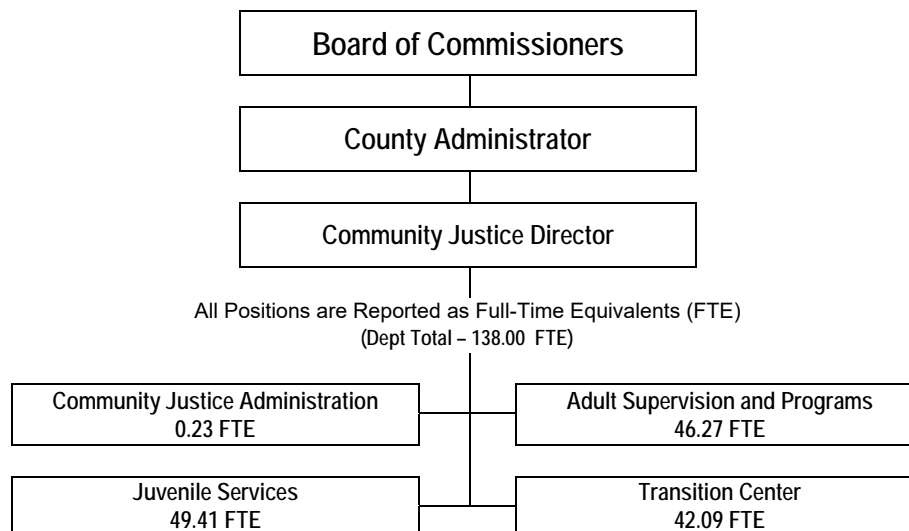 Board of Commissioners
County Administrator
Community Justice Director
All Positions are Reported as Full-Time Equivalents (FTE)
(Dept Total – 138.00 FTE)
Community Justice Administration
0.23 FTE
Adult Supervision and Programs
46.27 FTE
Juvenile Services
49.41 FTE
Transition Center
42.09 FTE